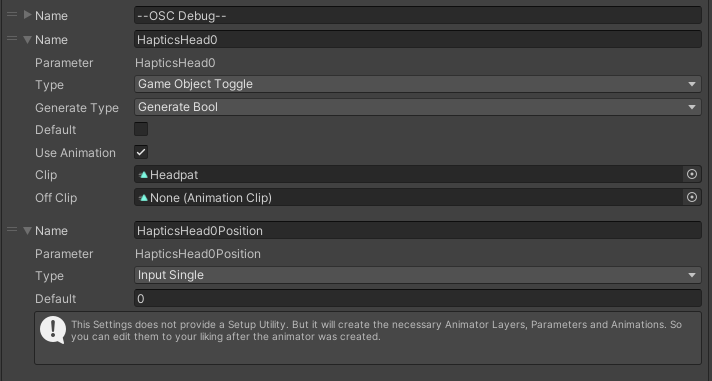 Name --OSC Debug--
Name HapticsHead0
Parameter HapticsHead0
Type Game Object Toggle
Generate Type Generate Bool
Default
Use Animation
Clip Headpat
Off Clip None (Animation Clip)
Name HapticsHead0Position
Parameter HapticsHead0Position
Type Input Single
Default 0
This Settings does not provide a Setup Utility. But it will create the necessary Animator Layers, Parameters and Animations. So
you can edit them to your liking after the animator was created.